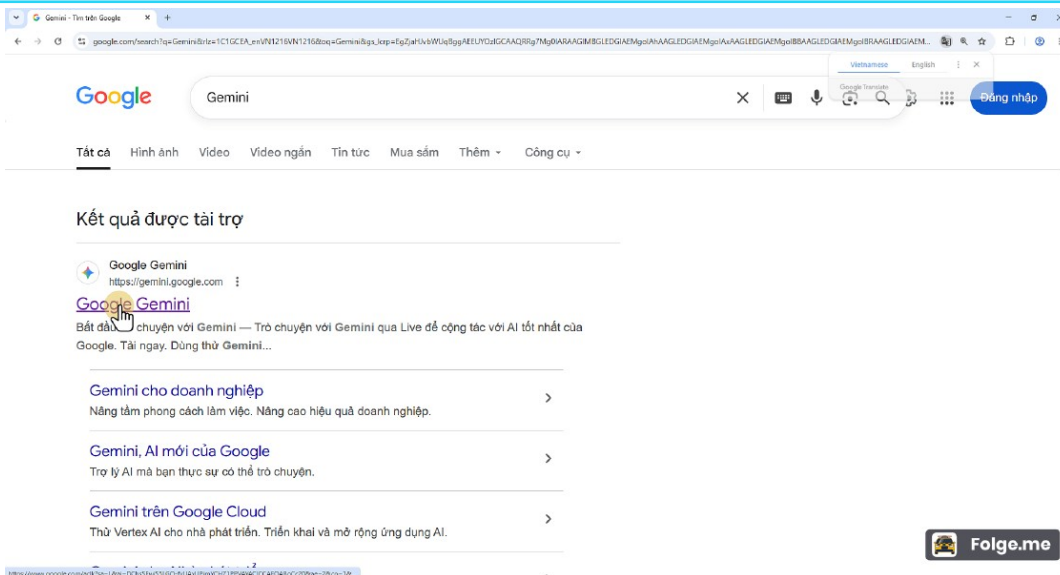 Gemini - Tìm trên Google
Vietnamese English
Google Translate
Google
Gemini
Đăng nhập
Tất cả Hình ảnh Video Video ngắn Tin tức Mua sắm Thêm Công cụ
Kết quả được tài trợ
Google Gemini
https://gemini.google.com
Google Gemini
Bắt đầu chuyện với Gemini — Trò chuyện với Gemini qua Live để cộng tác với AI tốt nhất của
Google. Tải ngay. Dùng thử Gemini...
Gemini cho doanh nghiệp
Nâng tầm phong cách làm việc. Nâng cao hiệu quả doanh nghiệp.
Gemini, AI mới của Google
Trợ lý AI mà bạn thực sự có thể trò chuyện.
Gemini trên Google Cloud
Thử Vertex AI cho nhà phát triển. Triển khai và mở rộng ứng dụng AI.
Folge.me